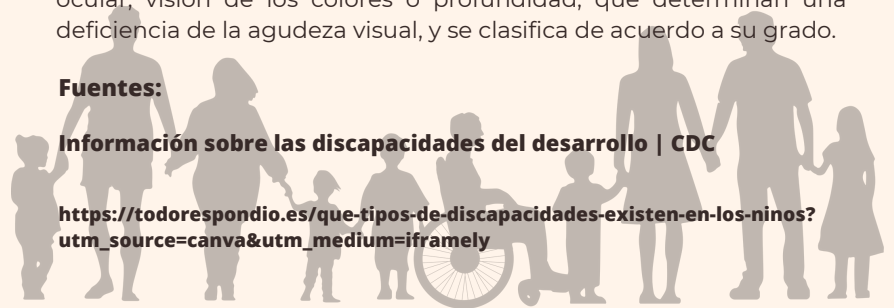 ocular, visión de los colores o profundidad, que determinan una
deficiencia de la agudeza visual, y se clasifica de acuerdo a su grado.
Fuentes:
Información sobre las discapacidades del desarrollo | CDC
https://todorespondio.es/que-tipos-de-discapacidades-existen-en-los-ninos?
utm_source=canva&utm_medium=iframely